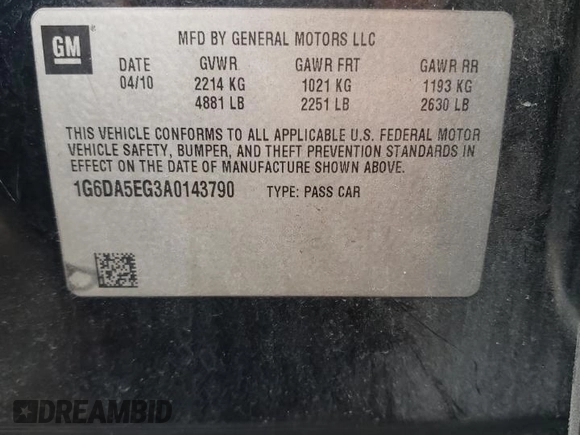 GM
MFD BY GENERAL MOTORS LLC
DATE GVWR GAWR FRT GAWR RR
04/10 2214 KG 1021 KG 1193 KG
4881 LB 2251 LB 2630 LB
THIS VEHICLE CONFORMS TO ALL APPLICABLE U.S. FEDERAL MOTOR
VEHICLE SAFETY, BUMPER, AND THEFT PREVENTION STANDARDS IN
EFFECT ON THE DATE OF MANUFACTURE SHOWN ABOVE.
1G6DA5EG3A0143790 TYPE: PASS CAR
DREAMBID